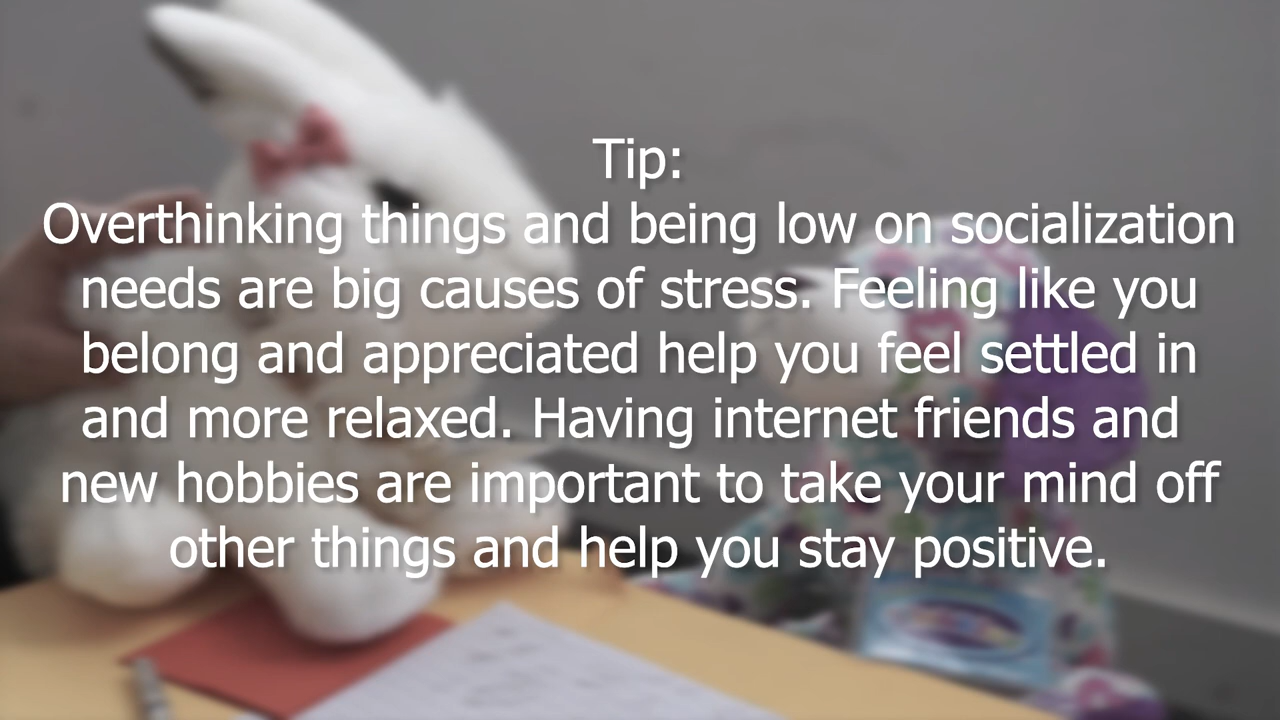 Tip:
Overthinking things and being low on socialization
needs are big causes of stress. Feeling like you
belong and appreciated help you feel settled in
and more relaxed. Having internet friends and
new hobbies are important to take your mind off
other things and help you stay positive.